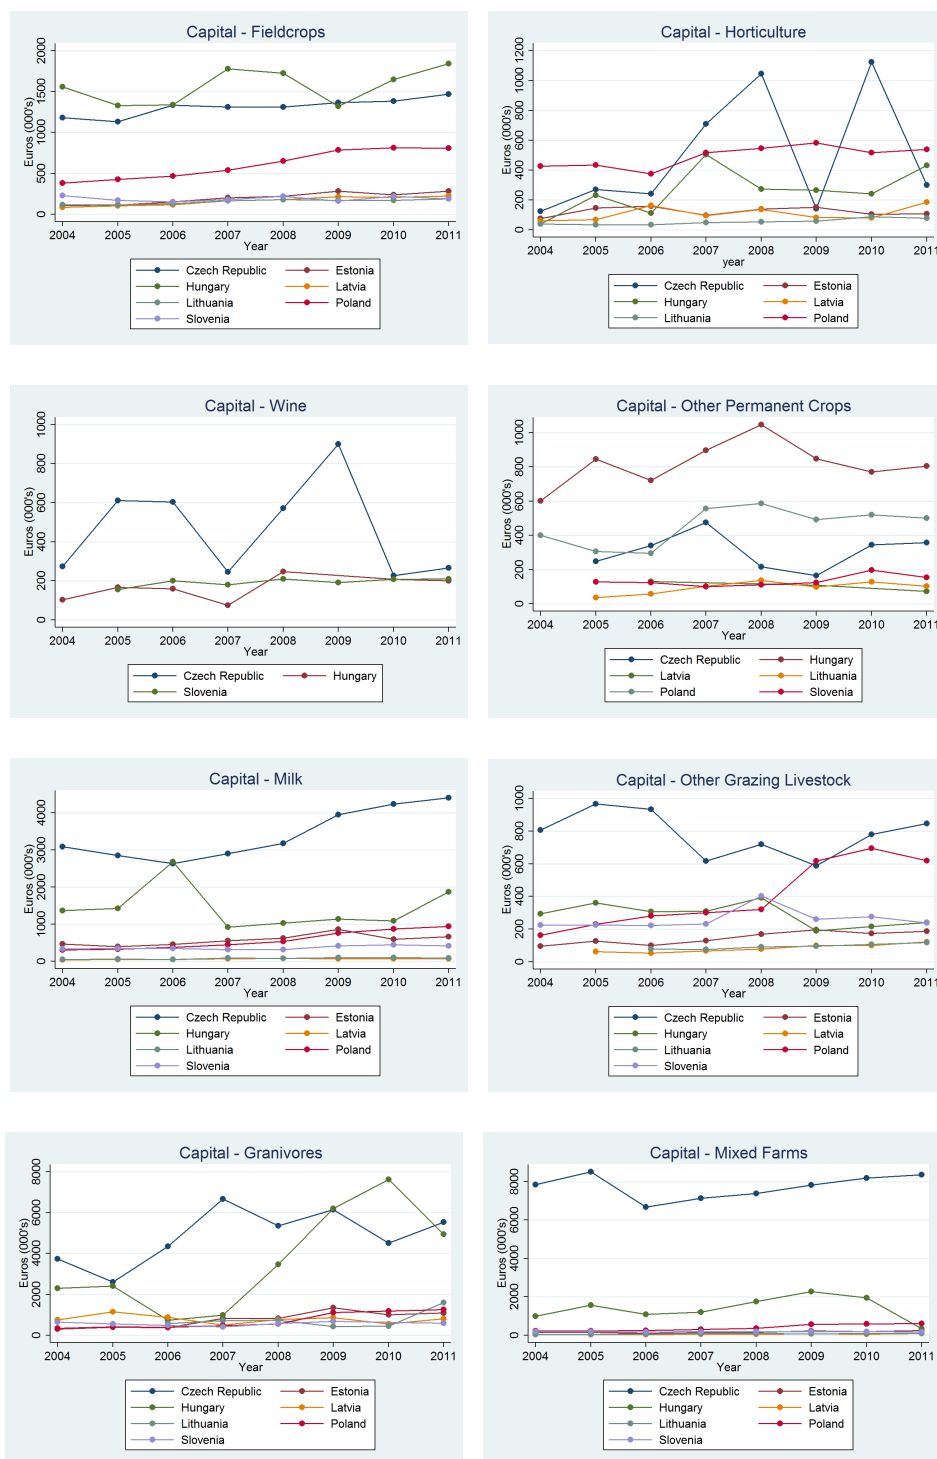 Capital - Fieldcrops
Euros (000's)
2000
1500
1000
500
0
2004 2005 2006 2007 2008 2009 2010 2011
Year
Czech Republic Estonia
Hungary Latvia
Lithuania Poland
Slovenia
Capital - Horticulture
Euros (000's)
1200
1000
800
600
400
200
0
2004 2005 2006 2007 2008 2009 2010 2011
year
Czech Republic Estonia
Hungary Latvia
Lithuania Poland
Capital - Wine
Euros (000's)
1000
800
600
400
200
0
2004 2005 2006 2007 2008 2009 2010 2011
Year
Czech Republic Hungary
Slovenia
Capital - Other Permanent Crops
Euros (000's)
1000
800
600
400
200
0
2004 2005 2006 2007 2008 2009 2010 2011
Year
Czech Republic Hungary
Latvia Lithuania
Poland Slovenia
Capital - Milk
Euros (000's)
4000
3000
2000
1000
0
2004 2005 2006 2007 2008 2009 2010 2011
Year
Czech Republic Estonia
Hungary Latvia
Lithuania Poland
Slovenia
Capital - Other Grazing Livestock
Euros (000's)
1000
800
600
400
200
0
2004 2005 2006 2007 2008 2009 2010 2011
Year
Czech Republic Estonia
Hungary Latvia
Lithuania Poland
Slovenia
Capital - Granivores
Euros (000's)
8000
6000
4000
2000
0
2004 2005 2006 2007 2008 2009 2010 2011
Year
Czech Republic Estonia
Hungary Latvia
Lithuania Poland
Slovenia
Capital - Mixed Farms
Euros (000's)
8000
6000
4000
2000
0
2004 2005 2006 2007 2008 2009 2010 2011
Year
Czech Republic Estonia
Hungary Latvia
Lithuania Poland
Slovenia